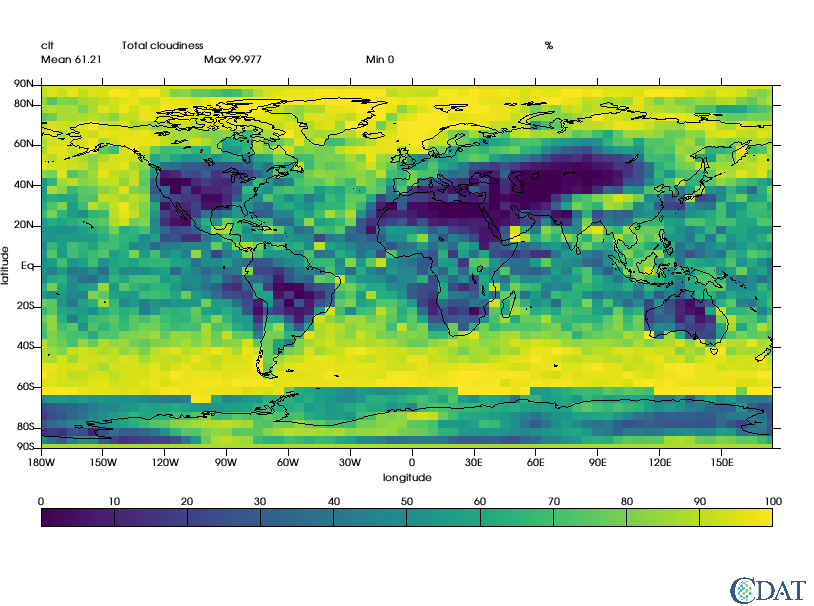 clt Total cloudiness %
Mean 61.21 Max 99.977 Min 0
90N
80N
60N
40N
20N
Eq
20S
40S
60S
80S
90S
latitude
180W 150W 120W 90W 60W 30W 0 30E 60E 90E 120E 150E
longitude
0 10 20 30 40 50 60 70 80 90 100
CDAT